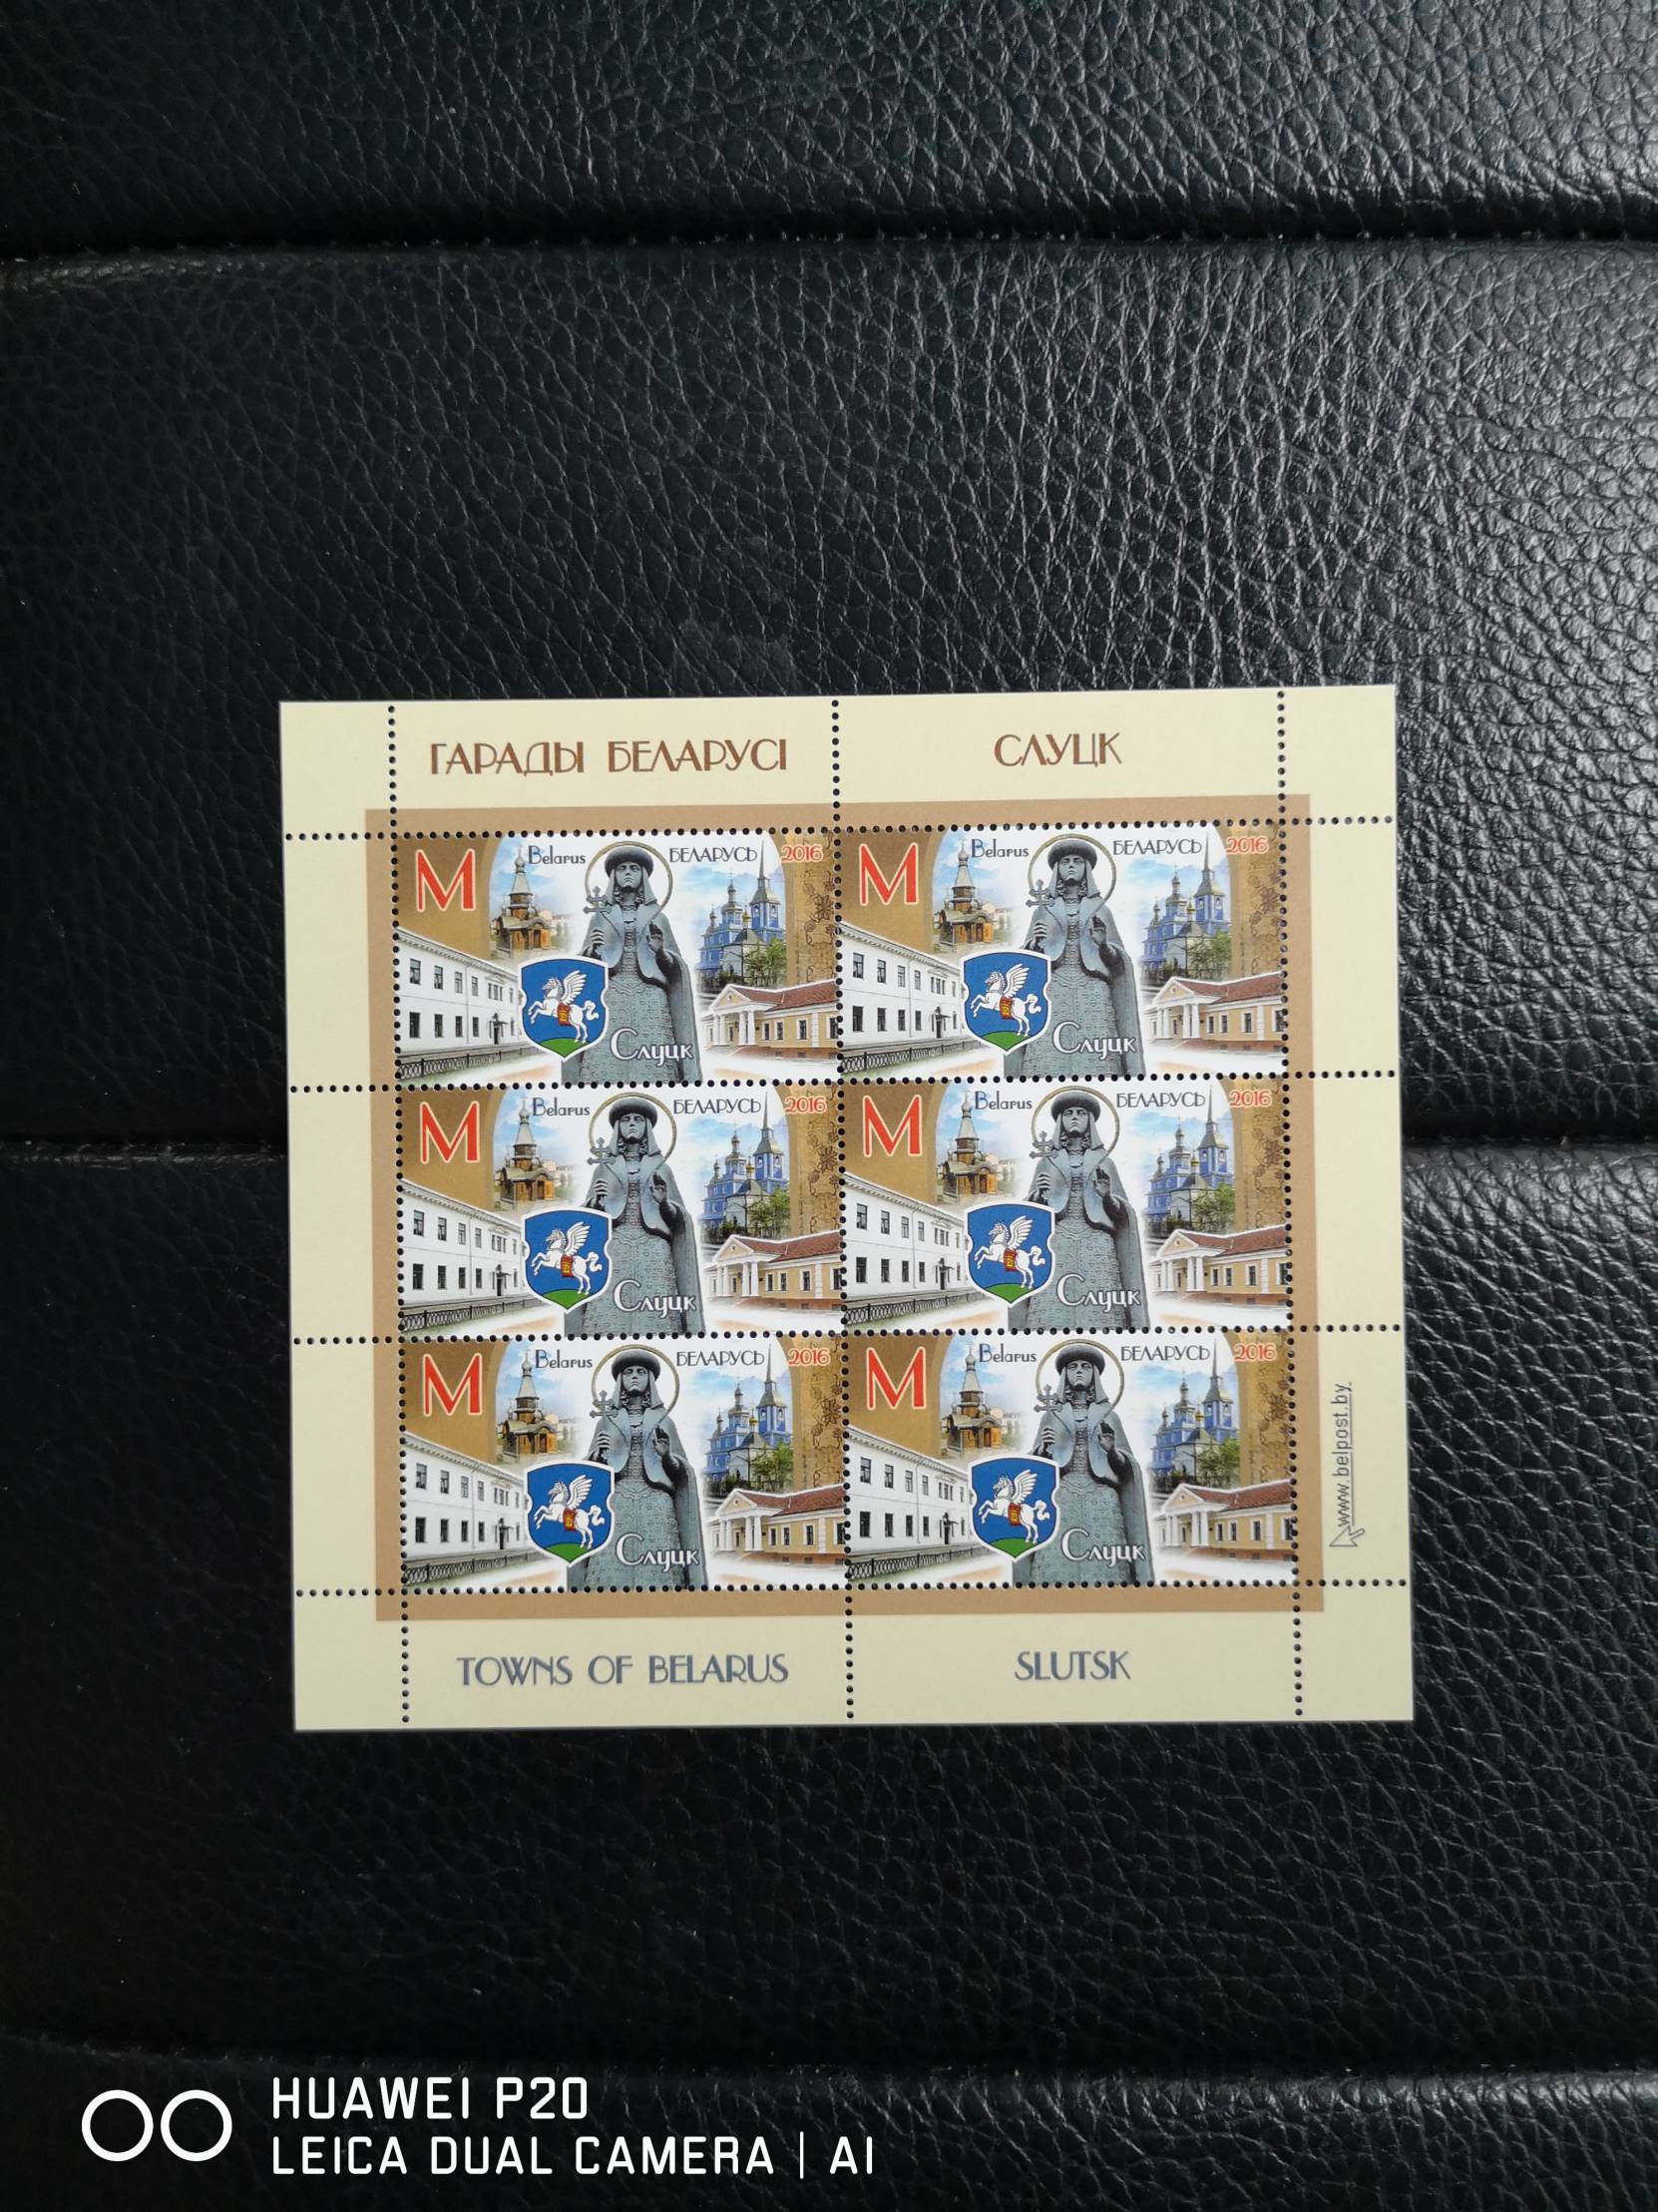 ГАРАДЫ БЕЛАРУСІ СЛУЦК
М Belarus БЕЛАРУСЬ 2016 М Belarus БЕЛАРУСЬ 2016
Слуцк Слуцк
М Belarus БЕЛАРУСЬ 2016 М Belarus БЕЛАРУСЬ 2016
Слуцк Слуцк
М Belarus БЕЛАРУСЬ 2016 М Belarus БЕЛАРУСЬ 2016
Слуцк Слуцк
www.belpost.by
TOWNS OF BELARUS SLUTSK
HUAWEI P20
LEICA DUAL CAMERA | AI